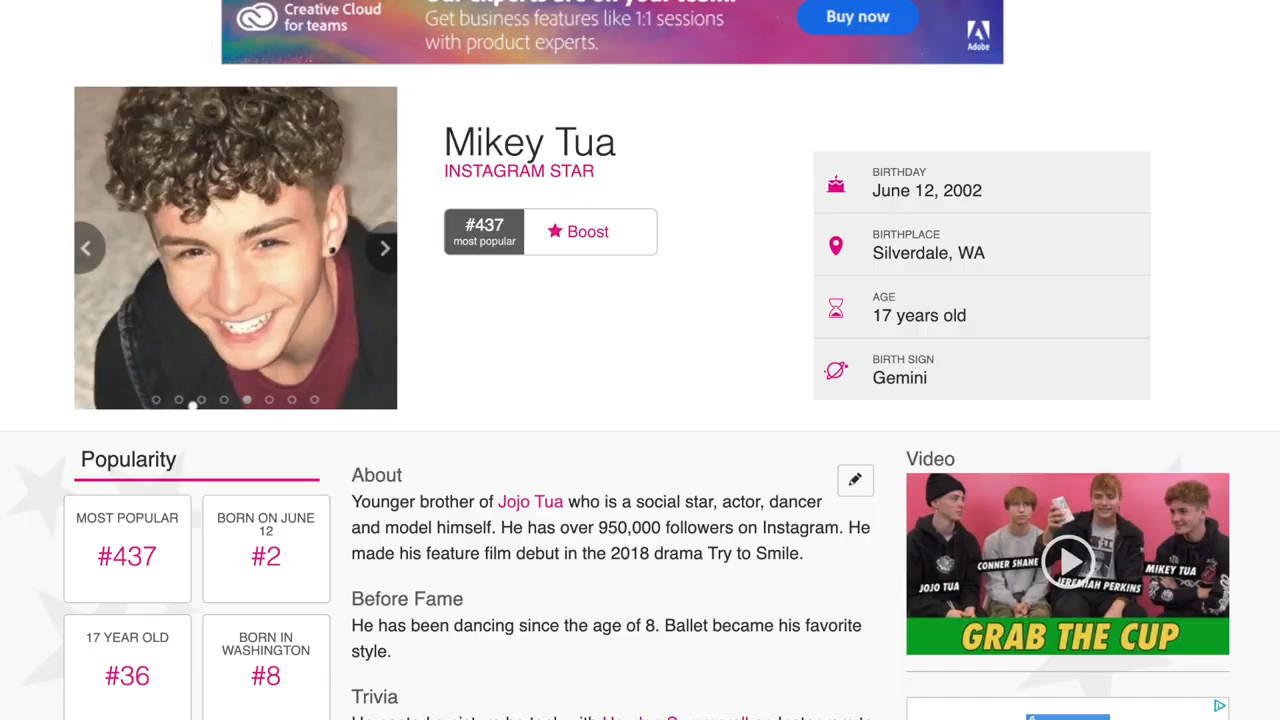 Creative Cloud
for teams
Get business features like 1:1 sessions
with product experts.
Buy now
Adobe
Mikey Tua
INSTAGRAM STAR
#437
most popular
Boost
BIRTHDAY
June 12, 2002
BIRTHPLACE
Silverdale, WA
AGE
17 years old
BIRTH SIGN
Gemini
Popularity
MOST POPULAR
#437
BORN ON JUNE
12
#2
17 YEAR OLD
#36
BORN IN
WASHINGTON
#8
About
Younger brother of Jojo Tua who is a social star, actor, dancer
and model himself. He has over 950,000 followers on Instagram. He
made his feature film debut in the 2018 drama Try to Smile.
Before Fame
He has been dancing since the age of 8. Ballet became his favorite
style.
Trivia
Video
JOJO TUA
CONNER SHANE
JEREMIAH PERKINS
MIKEY TUA
GRAB THE CUP